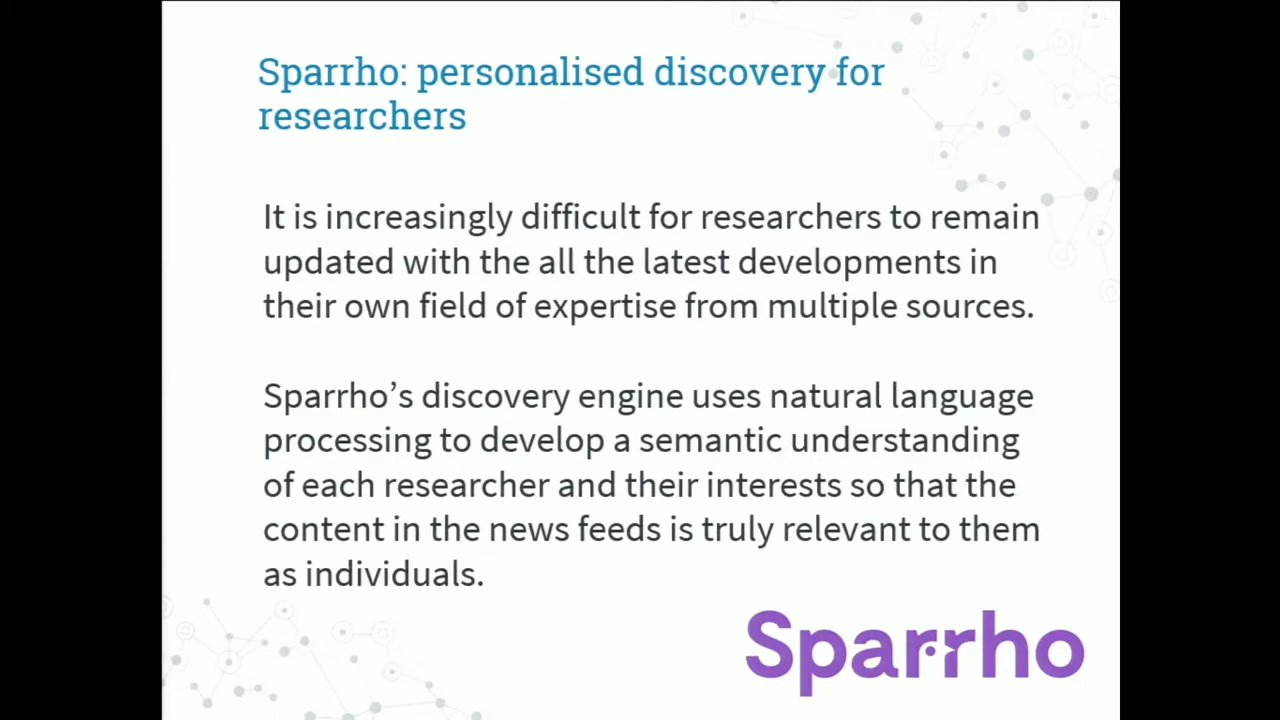 Sparrho: personalised discovery for
researchers
It is increasingly difficult for researchers to remain
updated with the all the latest developments in
their own field of expertise from multiple sources.
Sparrho’s discovery engine uses natural language
processing to develop a semantic understanding
of each researcher and their interests so that the
content in the news feeds is truly relevant to them
as individuals.
Sparrho